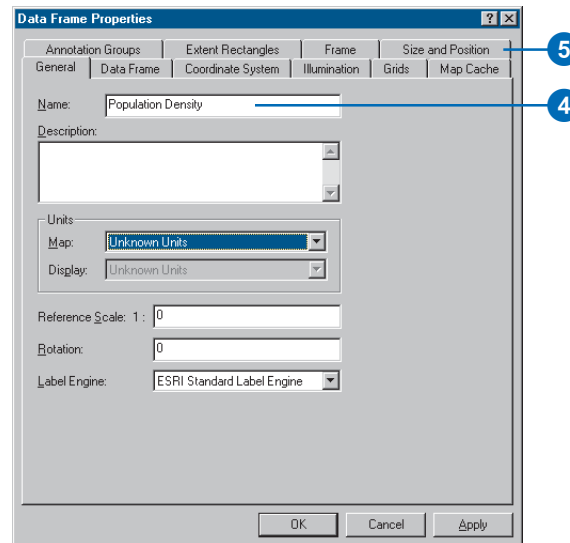 Data Frame Properties
Annotation Groups Extent Rectangles Frame Size and Position
5
General Data Frame Coordinate System Illumination Grids Map Cache
Name: Population Density
4
Description:
Units
Map: Unknown Units
Display: Unknown Units
Reference Scale: 1 : 0
Rotation: 0
Label Engine: ESRI Standard Label Engine
OK Cancel Apply